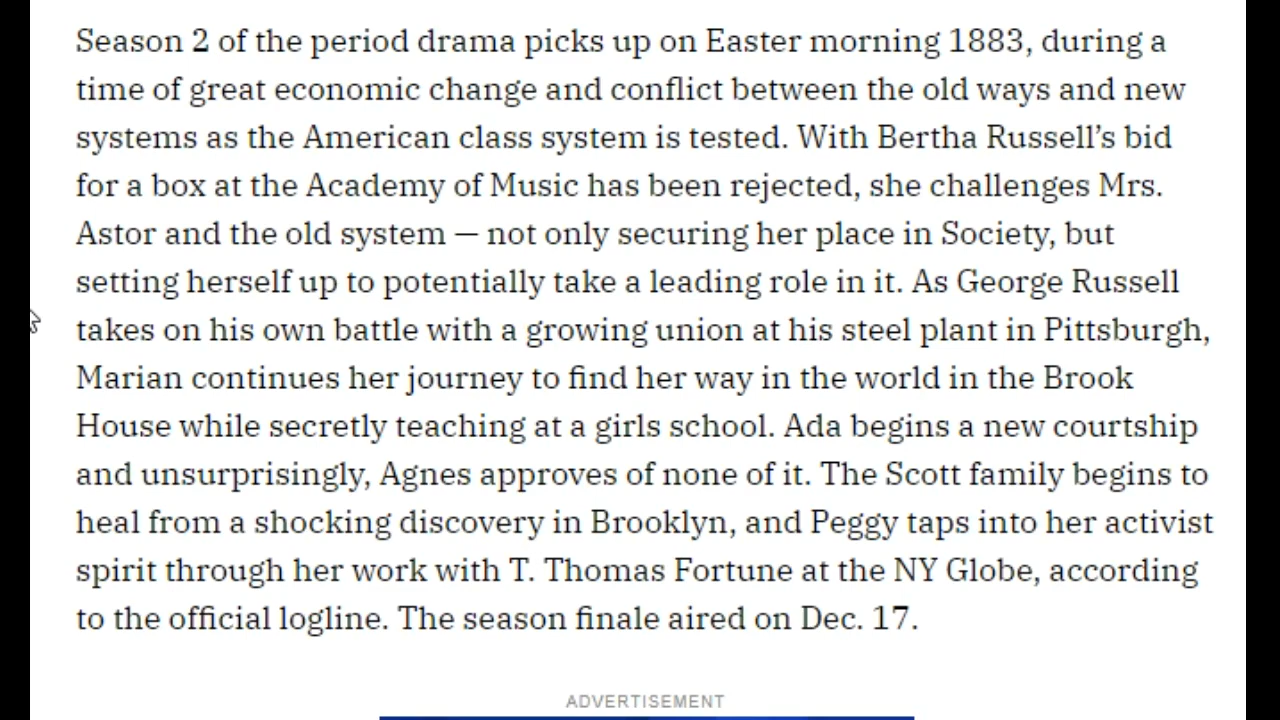 Season 2 of the period drama picks up on Easter morning 1883, during a
time of great economic change and conflict between the old ways and new
systems as the American class system is tested. With Bertha Russell’s bid
for a box at the Academy of Music has been rejected, she challenges Mrs.
Astor and the old system — not only securing her place in Society, but
setting herself up to potentially take a leading role in it. As George Russell
takes on his own battle with a growing union at his steel plant in Pittsburgh,
Marian continues her journey to find her way in the world in the Brook
House while secretly teaching at a girls school. Ada begins a new courtship
and unsurprisingly, Agnes approves of none of it. The Scott family begins to
heal from a shocking discovery in Brooklyn, and Peggy taps into her activist
spirit through her work with T. Thomas Fortune at the NY Globe, according
to the official logline. The season finale aired on Dec. 17.
ADVERTISEMENT